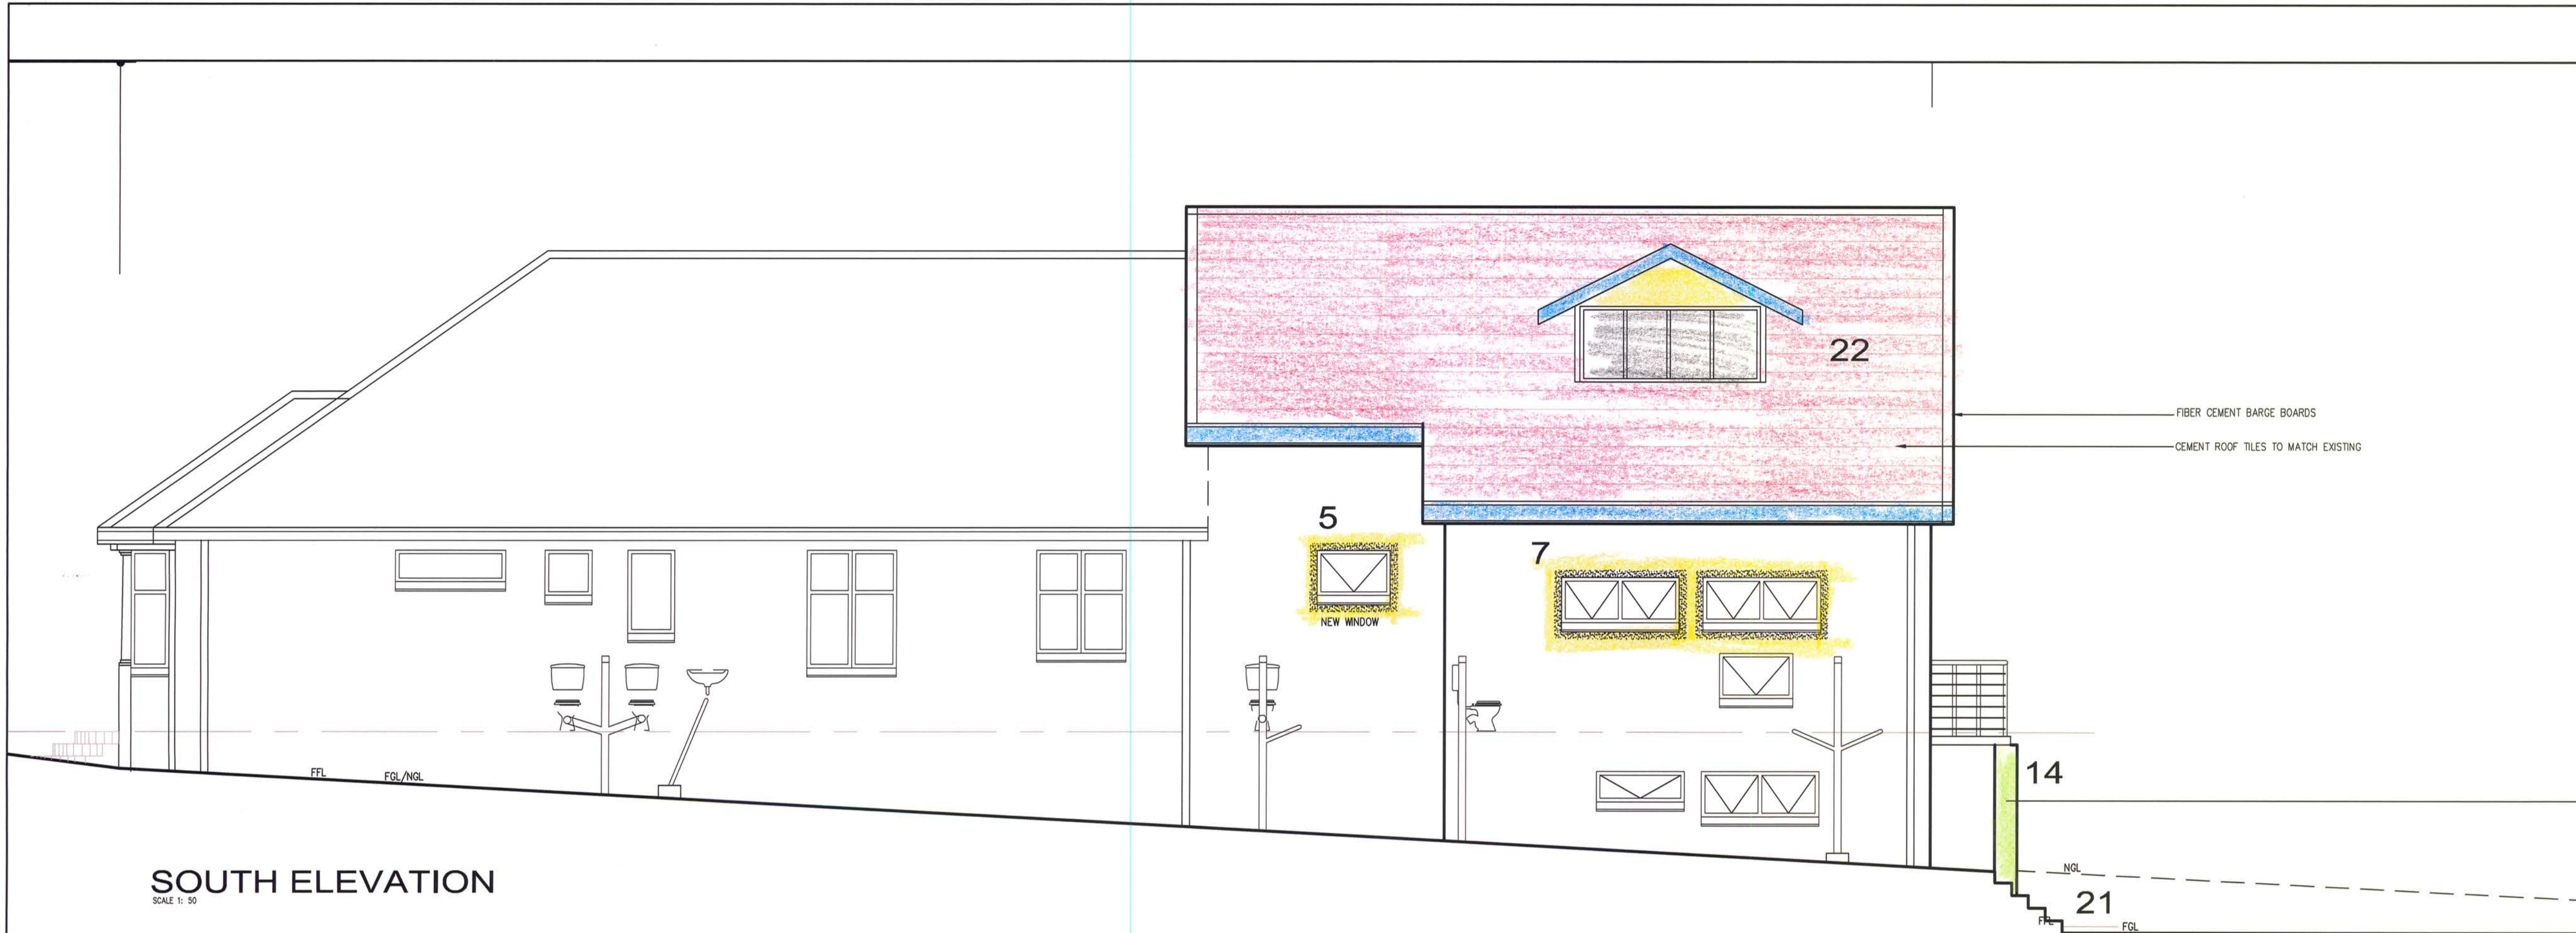 22
FIBER CEMENT BARGE BOARDS
CEMENT ROOF TILES TO MATCH EXISTING
5
7
NEW WINDOW
14
FFL
FGL/NGL
NGL
SOUTH ELEVATION
SCALE 1: 50
21
FFL
FGL